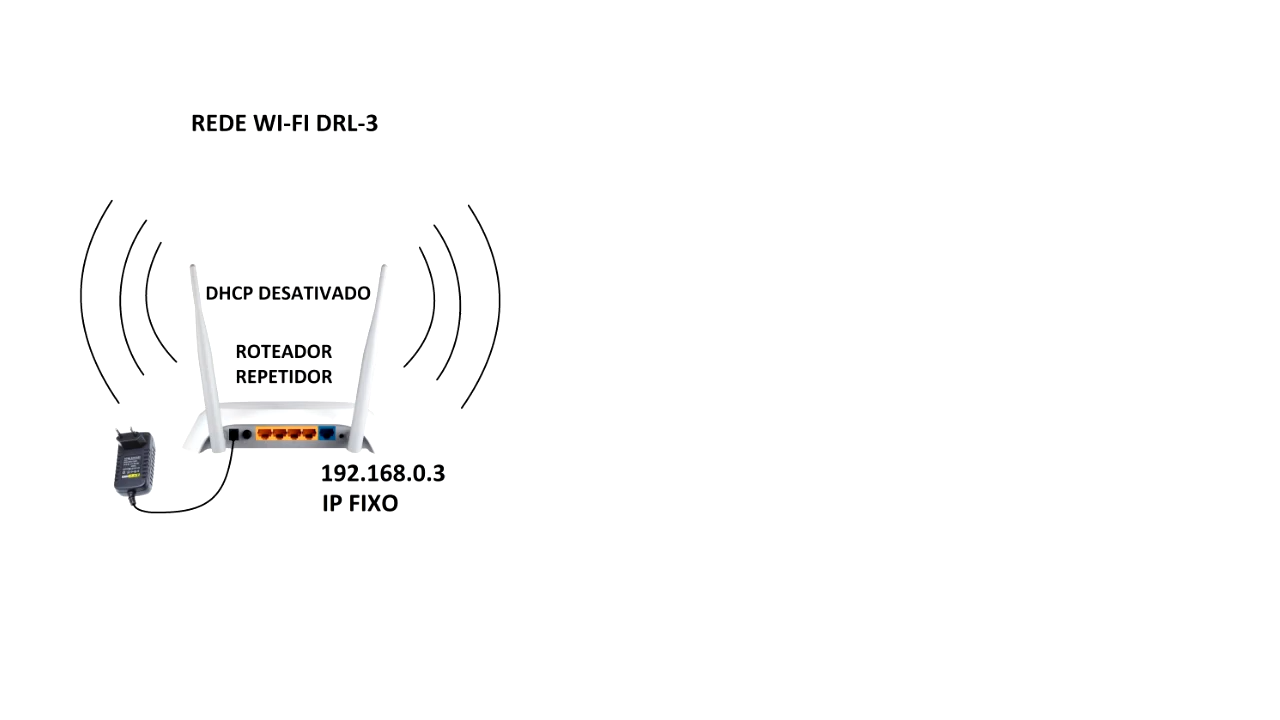 REDE WI-FI DRL-3
DHCP DESATIVADO
ROTEADOR
REPETIDOR
192.168.0.3
IP FIXO